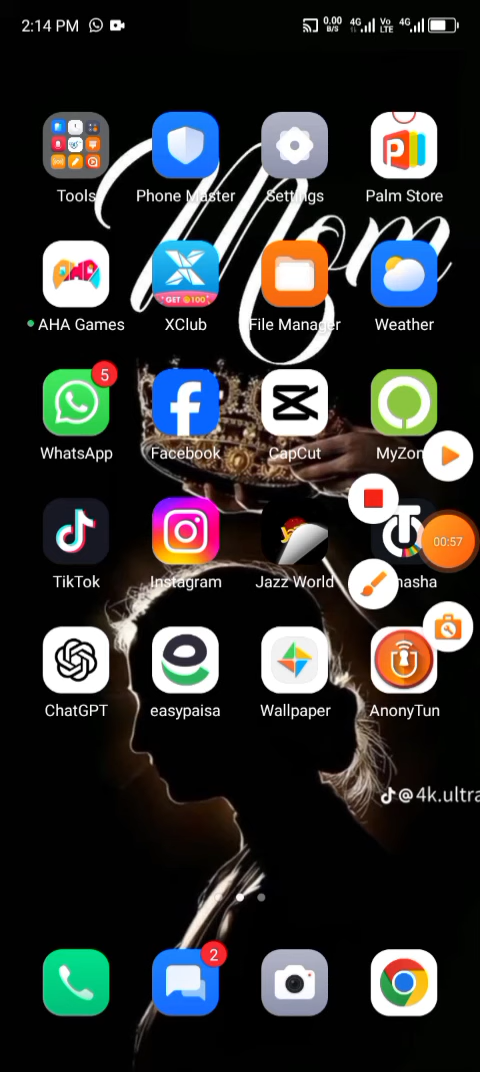 2:14 PM
0.00 B/S
4G
Vo LTE
4G
Mom
Tools
Phone Master
Settings
Palm Store
GET 100
AHA Games
XClub
File Manager
Weather
5
WhatsApp
Facebook
CapCut
MyZon
TikTok
Instagram
Jazz World
masha
00:57
ChatGPT
easypaisa
Wallpaper
AnonyTun
@4k.ultra
2